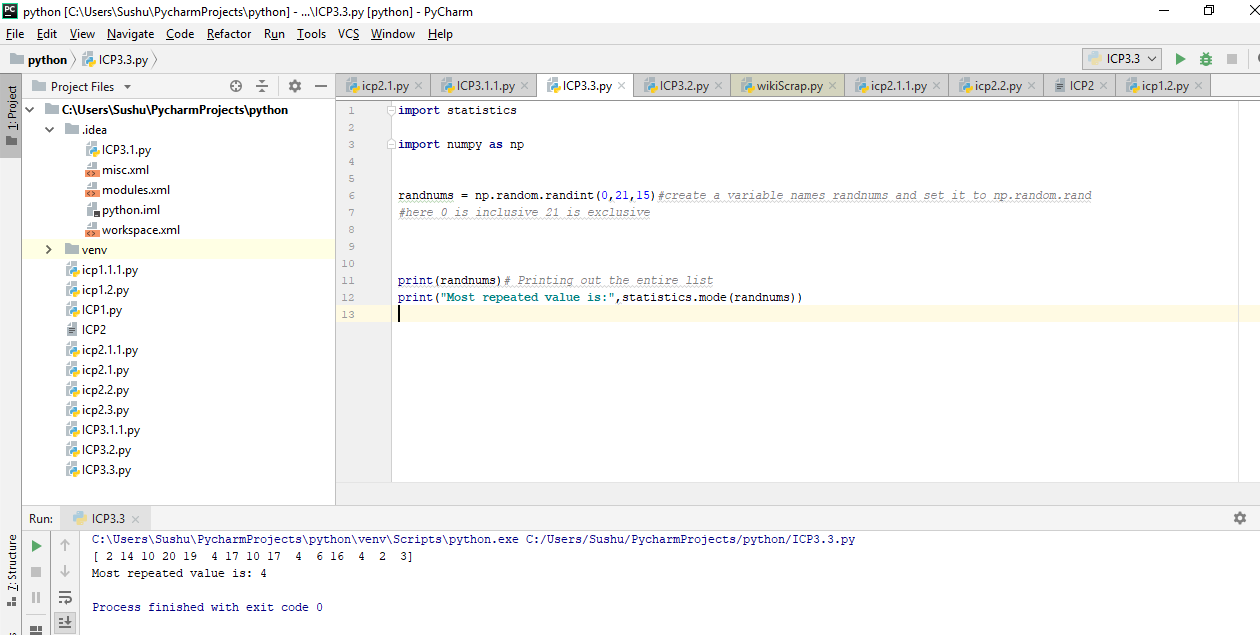 python [C:\Users\Sushu\PycharmProjects\python] - ...\ICP3.3.py [python] - PyCharm
File Edit View Navigate Code Refactor Run Tools VCS Window Help
python ICP3.3.py ICP3.3
1: Project
Project Files
icp2.1.py ICP3.1.1.py ICP3.3.py ICP3.2.py wikiScrap.py icp2.1.1.py icp2.2.py ICP2 icp1.2.py
C:\Users\Sushu\PycharmProjects\python
.idea
ICP3.1.py
misc.xml
modules.xml
python.iml
workspace.xml
venv
icp1.1.1.py
icp1.2.py
ICP1.py
ICP2
icp2.1.1.py
icp2.1.py
icp2.2.py
icp2.3.py
ICP3.1.1.py
ICP3.2.py
ICP3.3.py
1 import statistics
2
3 import numpy as np
4
5
6 randnums = np.random.randint(0,21,15)#create a variable names randnums and set it to np.random.rand
7 #here 0 is inclusive 21 is exclusive
8
9
10
11 print(randnums)# Printing out the entire list
12 print("Most repeated value is:",statistics.mode(randnums))
13
Run: ICP3.3
7: Structure
C:\Users\Sushu\PycharmProjects\python\venv\Scripts\python.exe C:/Users/Sushu/PycharmProjects/python/ICP3.3.py
[ 2 14 10 20 19  4 17 10 17  4  6 16  4  2  3]
Most repeated value is: 4
Process finished with exit code 0